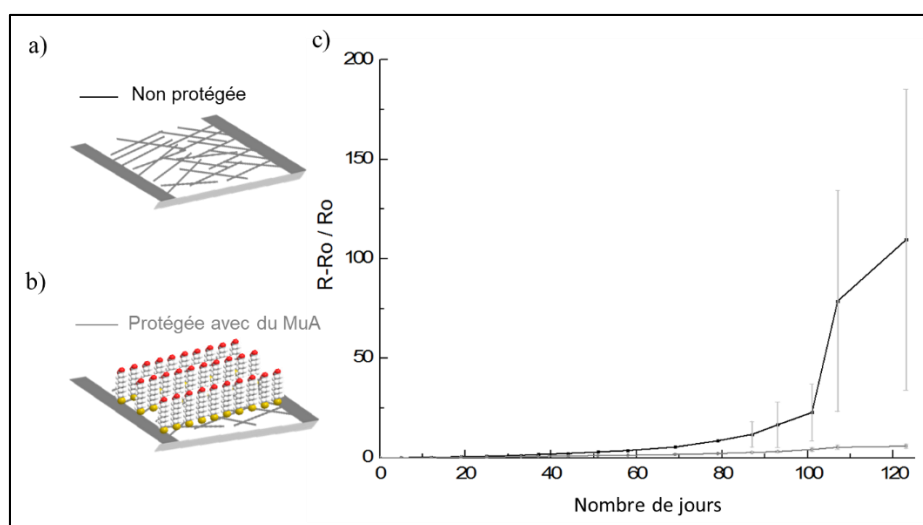 a)
Non protégée
b)
Protégée avec du MuA
c)
200
150
100
50
0
0 20 40 60 80 100 120
R-Ro / Ro
Nombre de jours